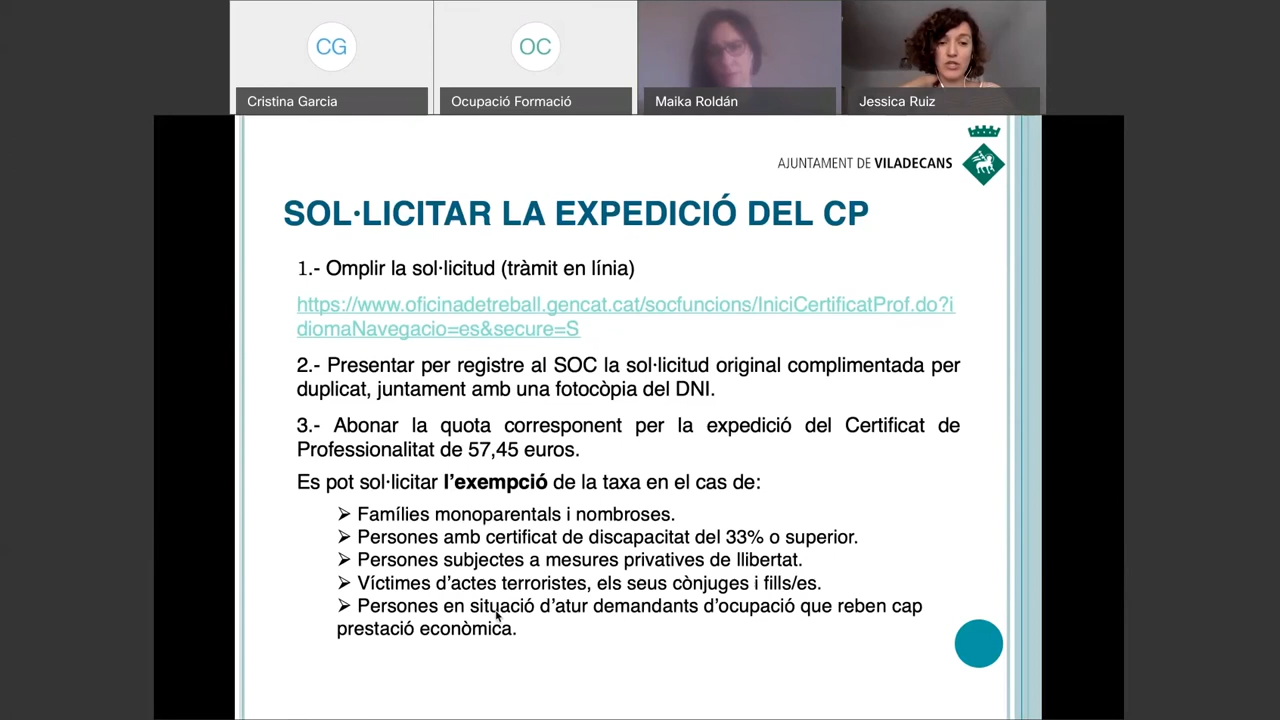 CG
OC
Cristina Garcia
Ocupació Formació
Maika Roldán
Jessica Ruiz
AJUNTAMENT DE VILADECANS
SOL·LICITAR LA EXPEDICIÓ DEL CP
1.- Omplir la sol·licitud (tràmit en línia)
https://www.oficinadetreball.gencat.cat/socfuncions/IniciCertificatProf.do?i
diomaNavegacio=es&secure=S
2.- Presentar per registre al SOC la sol·licitud original complimentada per
duplicat, juntament amb una fotocòpia del DNI.
3.- Abonar la quota corresponent per la expedició del Certificat de
Professionalitat de 57,45 euros.
Es pot sol·licitar l’exempció de la taxa en el cas de:
➢ Famílies monoparentals i nombroses.
➢ Persones amb certificat de discapacitat del 33% o superior.
➢ Persones subjectes a mesures privatives de llibertat.
➢ Víctimes d’actes terroristes, els seus cònjuges i fills/es.
➢ Persones en situació d’atur demandants d’ocupació que reben cap
prestació econòmica.